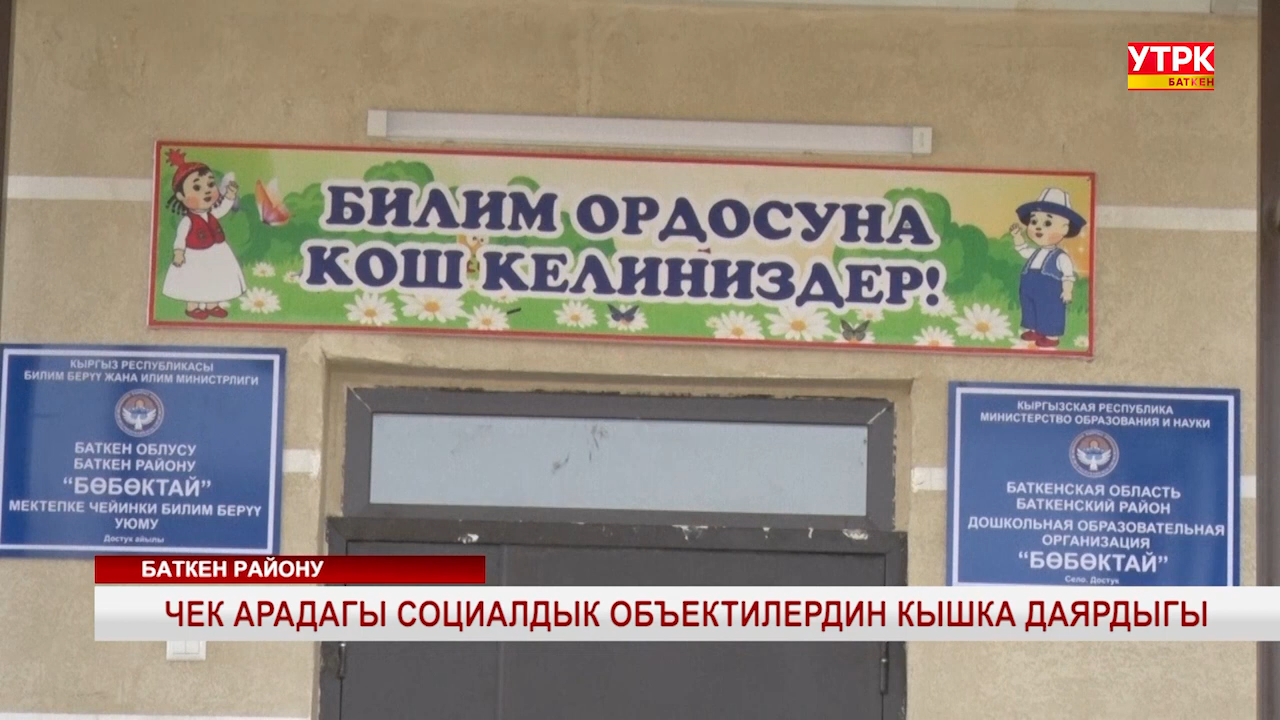 УТРК
БАТКЕН
БИЛИМ ОРДОСУНА
КОШ КЕЛИНИЗДЕР!
КЫРГЫЗ РЕСПУБЛИКАСЫ
БИЛИМ БЕРҮҮ ЖАНА ИЛИМ МИНИСТРЛИГИ
БАТКЕН ОБЛУСУ
БАТКЕН РАЙОНУ
“БӨБӨКТАЙ”
МЕКТЕПКЕ ЧЕЙИНКИ БИЛИМ БЕРҮҮ
УЮМУ
Достук айылы
КЫРГЫЗСКАЯ РЕСПУБЛИКА
МИНИСТЕРСТВО ОБРАЗОВАНИЯ И НАУКИ
БАТКЕНСКАЯ ОБЛАСТЬ
БАТКЕНСКИЙ РАЙОН
ДОШКОЛЬНАЯ ОБРАЗОВАТЕЛЬНАЯ
ОРГАНИЗАЦИЯ
“БӨБӨКТАЙ”
Село. Достук
БАТКЕН РАЙОНУ
ЧЕК АРАДАГЫ СОЦИАЛДЫК ОБЪЕКТИЛЕРДИН КЫШКА ДАЯРДЫГЫ